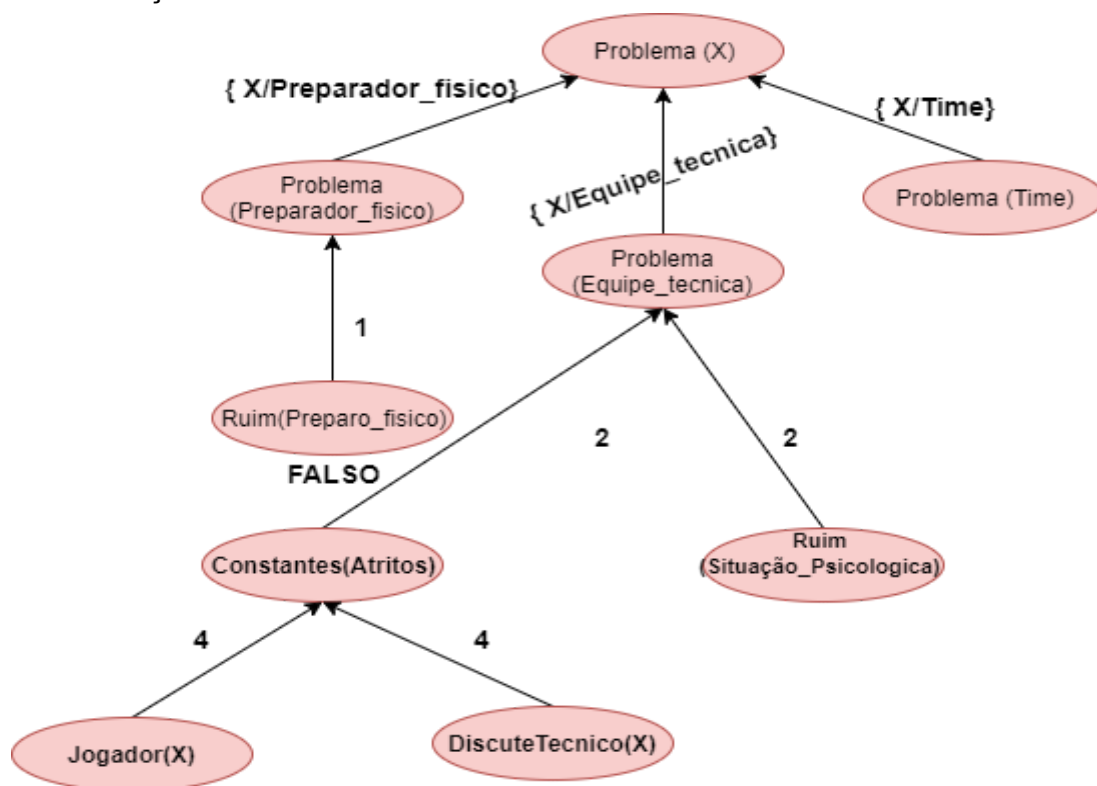 Problema (X)
{ X/Preparador_fisico}
{ X/Time}
{ X/Equipe_tecnica}
Problema
(Preparador_fisico)
Problema (Time)
Problema
(Equipe_tecnica)
1
Ruim(Preparo_fisico)
FALSO
2
2
Constantes(Atritos)
Ruim
(Situação_Psicologica)
4
4
Jogador(X)
DiscuteTecnico(X)